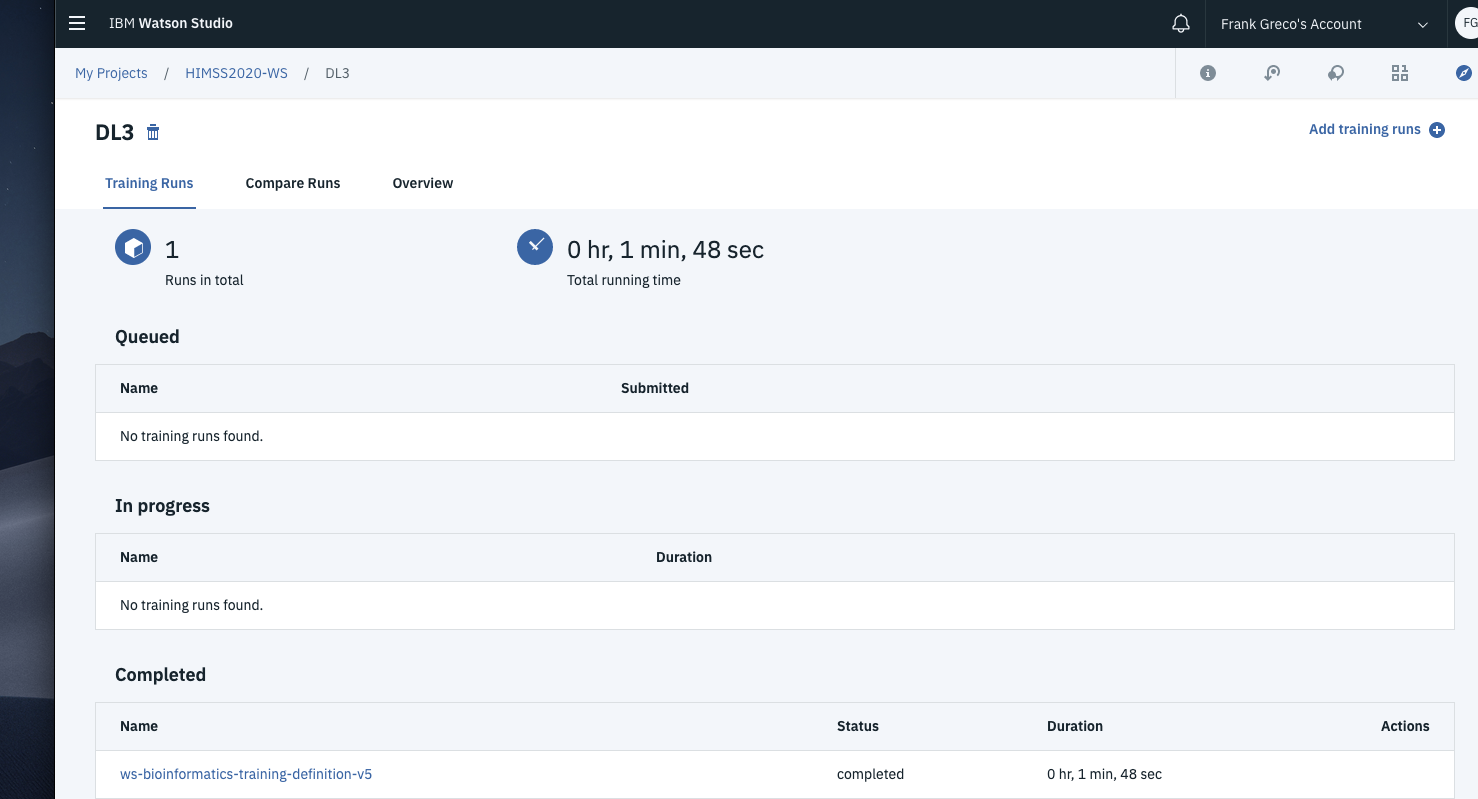 IBM Watson Studio
Frank Greco's Account
FG
My Projects / HIMSS2020-WS / DL3
DL3
Add training runs
Training Runs
Compare Runs
Overview
1
Runs in total
0 hr, 1 min, 48 sec
Total running time
Queued
Name Submitted
No training runs found.
In progress
Name Duration
No training runs found.
Completed
Name Status Duration Actions
ws-bioinformatics-training-definition-v5 completed 0 hr, 1 min, 48 sec